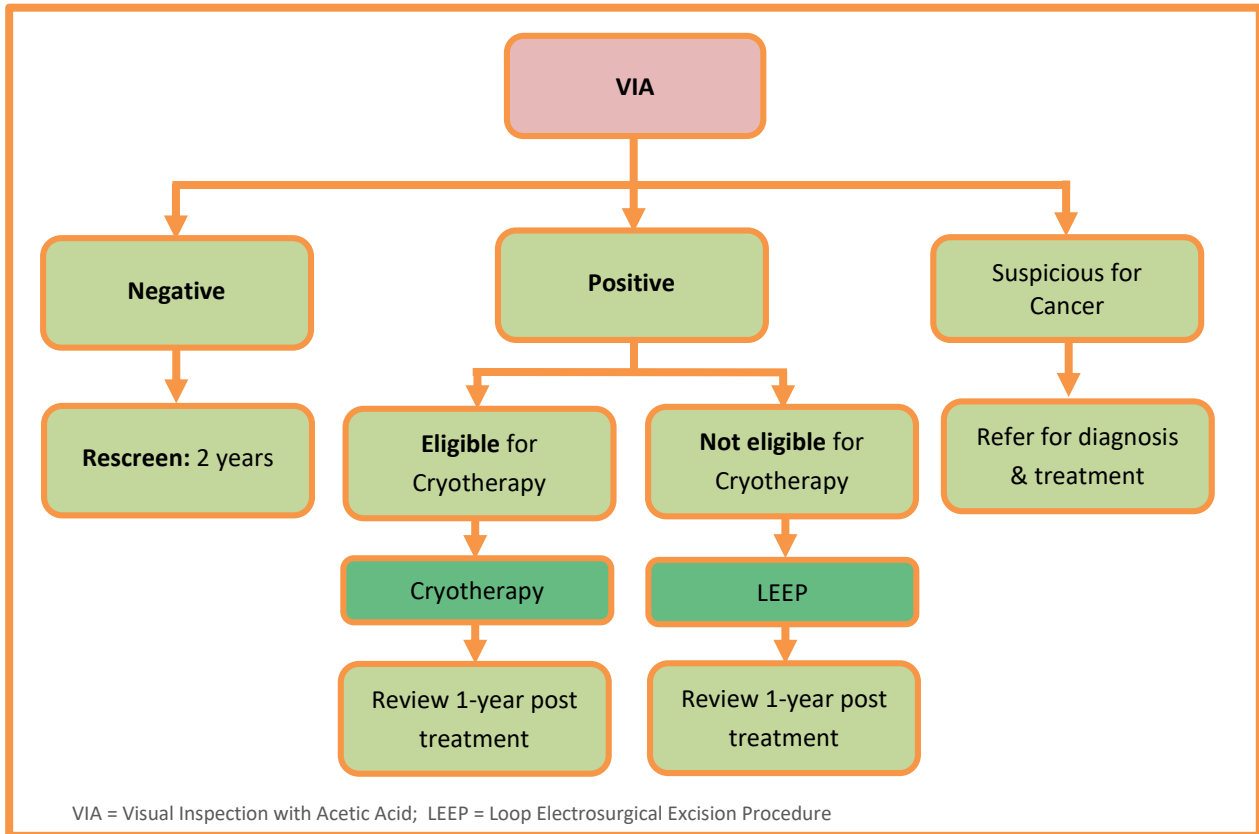 VIA
Negative
Positive
Suspicious for
Cancer
Rescreen: 2 years
Eligible for
Cryotherapy
Not eligible for
Cryotherapy
Refer for diagnosis
& treatment
Cryotherapy
LEEP
Review 1-year post
treatment
Review 1-year post
treatment
VIA = Visual Inspection with Acetic Acid; LEEP = Loop Electrosurgical Excision Procedure